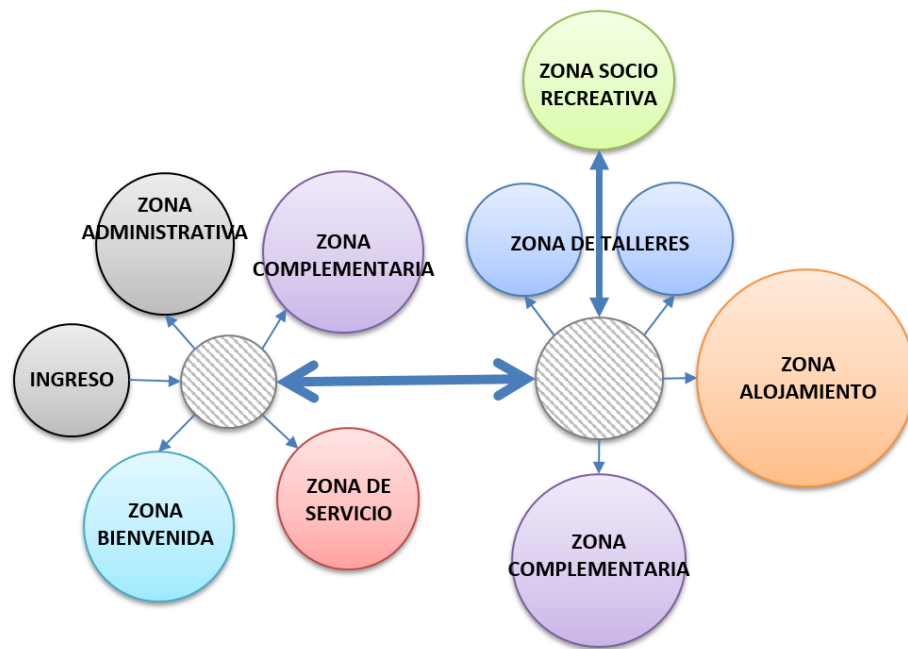 ZONA SOCIO
RECREATIVA
ZONA
ADMINISTRATIVA
ZONA
COMPLEMENTARIA
ZONA DE TALLERES
INGRESO
ZONA
ALOJAMIENTO
ZONA
BIENVENIDA
ZONA DE
SERVICIO
ZONA
COMPLEMENTARIA